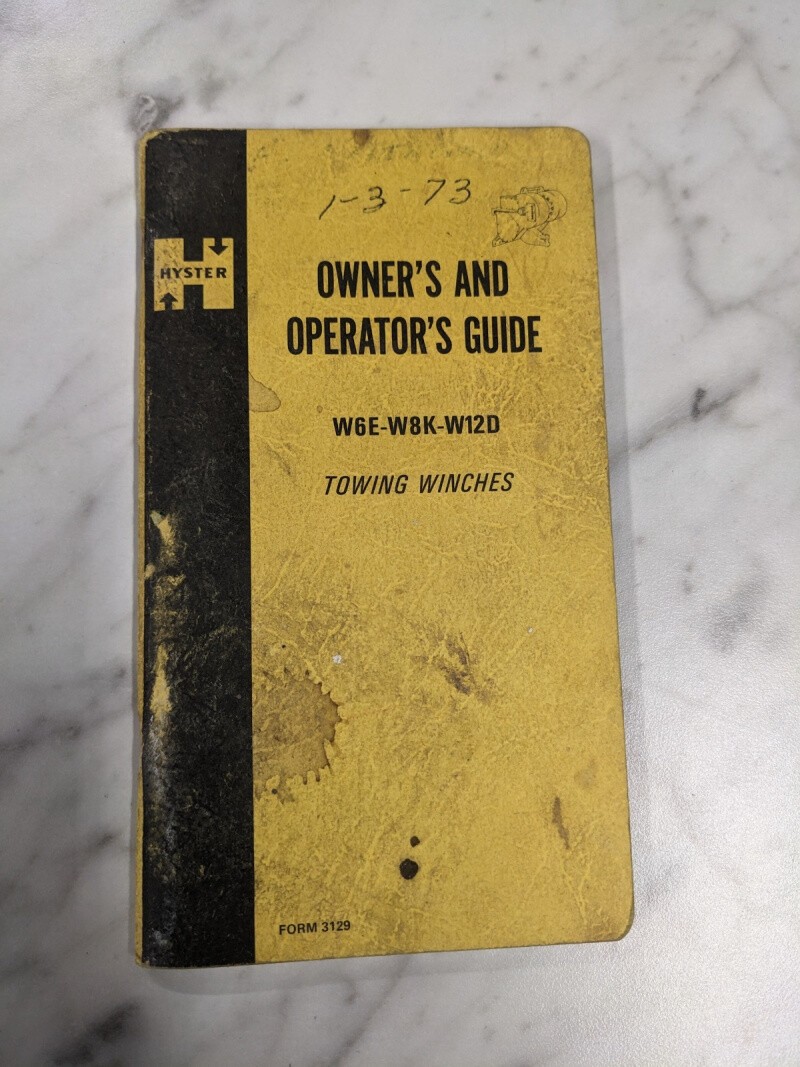 1-3-73
HYSTER
OWNER'S AND
OPERATOR'S GUIDE
W6E-W8K-W12D
TOWING WINCHES
FORM 3129